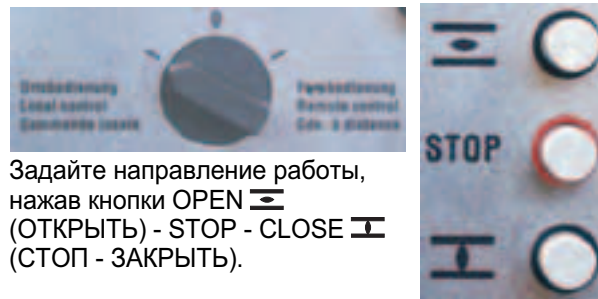 Ortsbedienung
Local control
Commande locale
Fernbedienung
Remote control
Cde. à distance
STOP
Задайте направление работы,
нажав кнопки OPEN
(ОТКРЫТЬ) - STOP - CLOSE
(СТОП - ЗАКРЫТЬ).